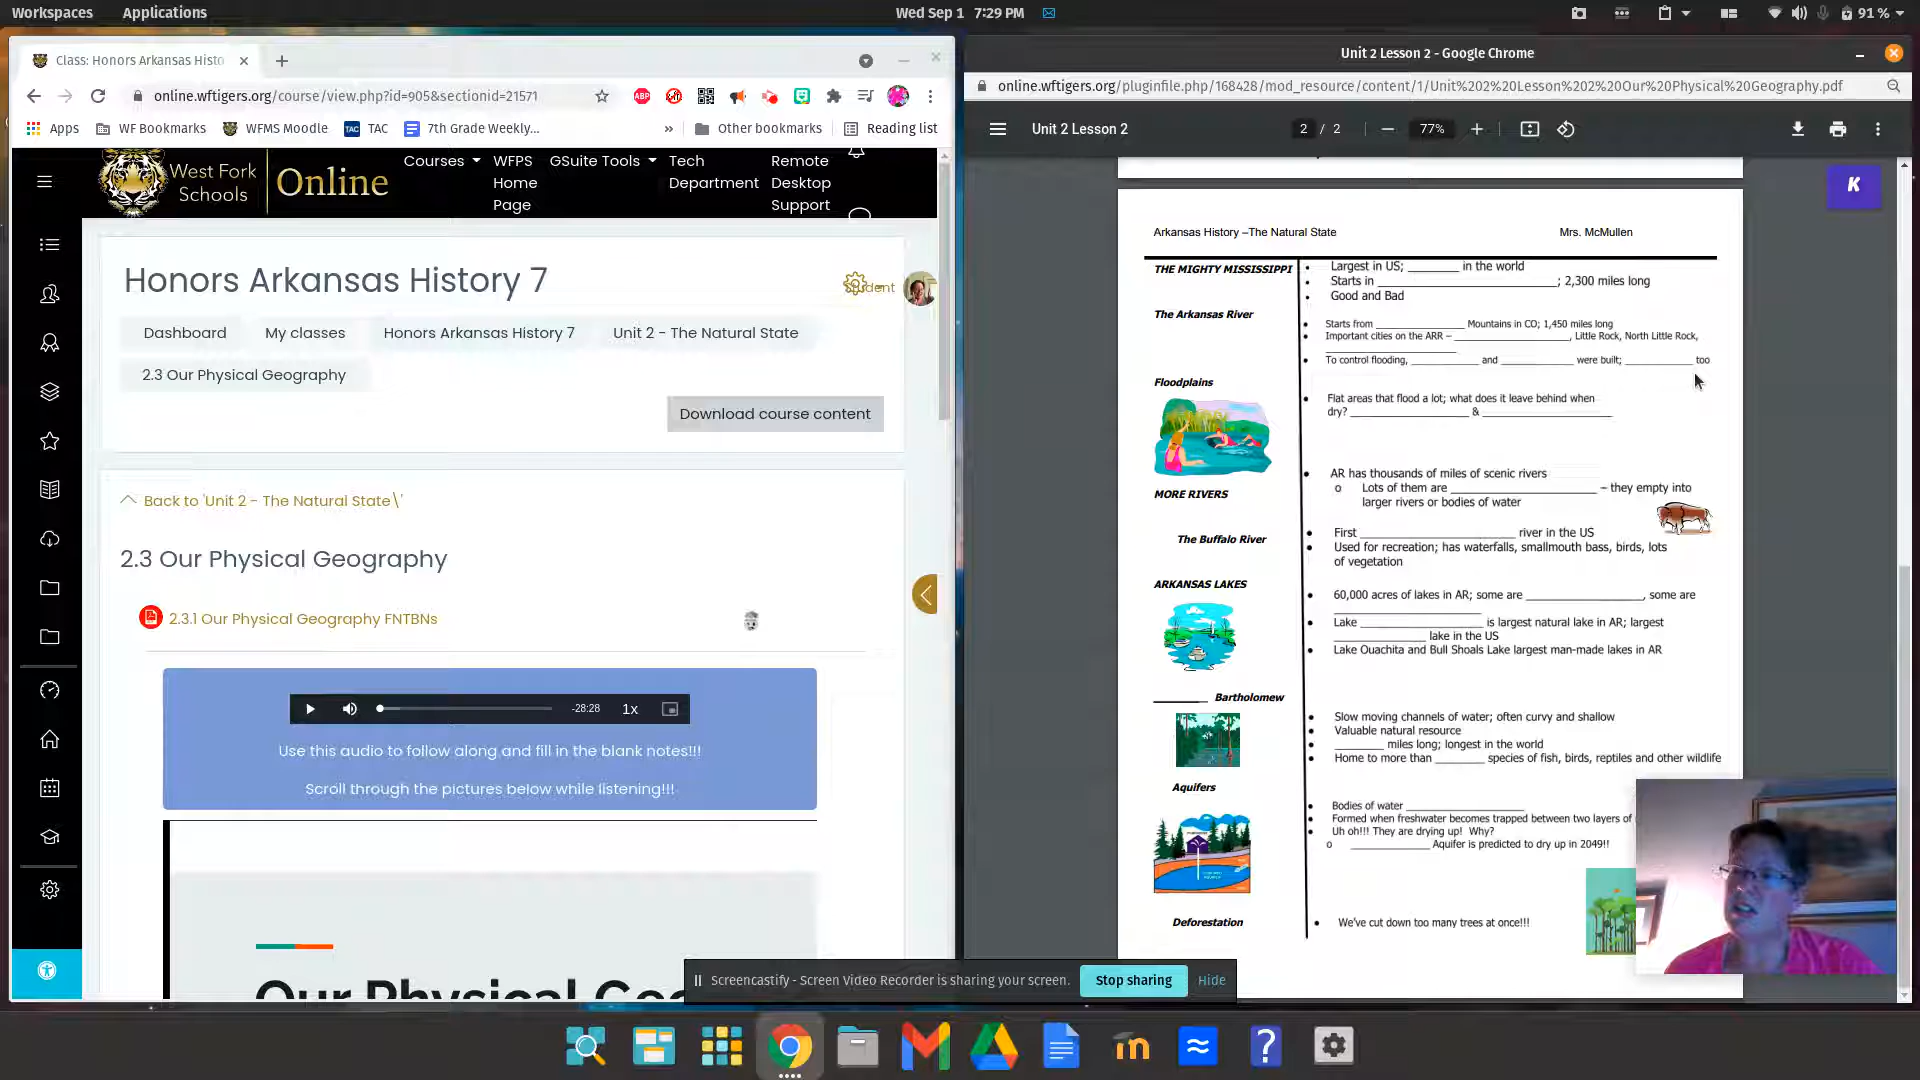 Workspaces Applications Wed Sep 1 7:29 PM 91 %
Class: Honors Arkansas Histo
online.wftigers.org/course/view.php?id=905&sectionid=21571
Apps WF Bookmarks WFMS Moodle TAC TAC 7th Grade Weekly... » Other bookmarks Reading list
West Fork Schools Online
Courses WFPS Home Page GSuite Tools Tech Department Remote Desktop Support
Honors Arkansas History 7
Dashboard My classes Honors Arkansas History 7 Unit 2 - The Natural State
2.3 Our Physical Geography
Download course content
Back to 'Unit 2 - The Natural State\'
2.3 Our Physical Geography
2.3.1 Our Physical Geography FNTBNs
-28:28 1x
Use this audio to follow along and fill in the blank notes!!!
Scroll through the pictures below while listening!!!
Our Physical Ge
Unit 2 Lesson 2 - Google Chrome
online.wftigers.org/pluginfile.php/168428/mod_resource/content/1/Unit%202%20Lesson%202%20Our%20Physical%20Geography.pdf
Unit 2 Lesson 2 2 / 2 77%
K
Arkansas History –The Natural State Mrs. McMullen
THE MIGHTY MISSISSIPPI
• Largest in US; ________ in the world
• Starts in ____________________________; 2,300 miles long
• Good and Bad
The Arkansas River
• Starts from ________________ Mountains in CO; 1,450 miles long
• Important cities on the ARR – _____________________, Little Rock, North Little Rock,
________________________
• To control flooding, ____________ and _____________ were built; ____________ too
Floodplains
• Flat areas that flood a lot; what does it leave behind when
dry? ____________________ & ______________________
MORE RIVERS
• AR has thousands of miles of scenic rivers
o Lots of them are ________________________ – they empty into
larger rivers or bodies of water
The Buffalo River
• First __________________________ river in the US
• Used for recreation; has waterfalls, smallmouth bass, birds, lots
of vegetation
ARKANSAS LAKES
• 60,000 acres of lakes in AR; some are ____________________, some are
_________________________
• Lake _____________________ is largest natural lake in AR; largest
________________ lake in the US
• Lake Ouachita and Bull Shoals Lake largest man-made lakes in AR
_________ Bartholomew
• Slow moving channels of water; often curvy and shallow
• Valuable natural resource
• ________ miles long; longest in the world
• Home to more than ________ species of fish, birds, reptiles and other wildlife
Aquifers
• Bodies of water ____________________
• Formed when freshwater becomes trapped between two layers of
• Uh oh!!! They are drying up! Why?
o ______________ Aquifer is predicted to dry up in 2049!!
Deforestation
• We've cut down too many trees at once!!!
Screencastify - Screen Video Recorder is sharing your screen. Stop sharing Hide